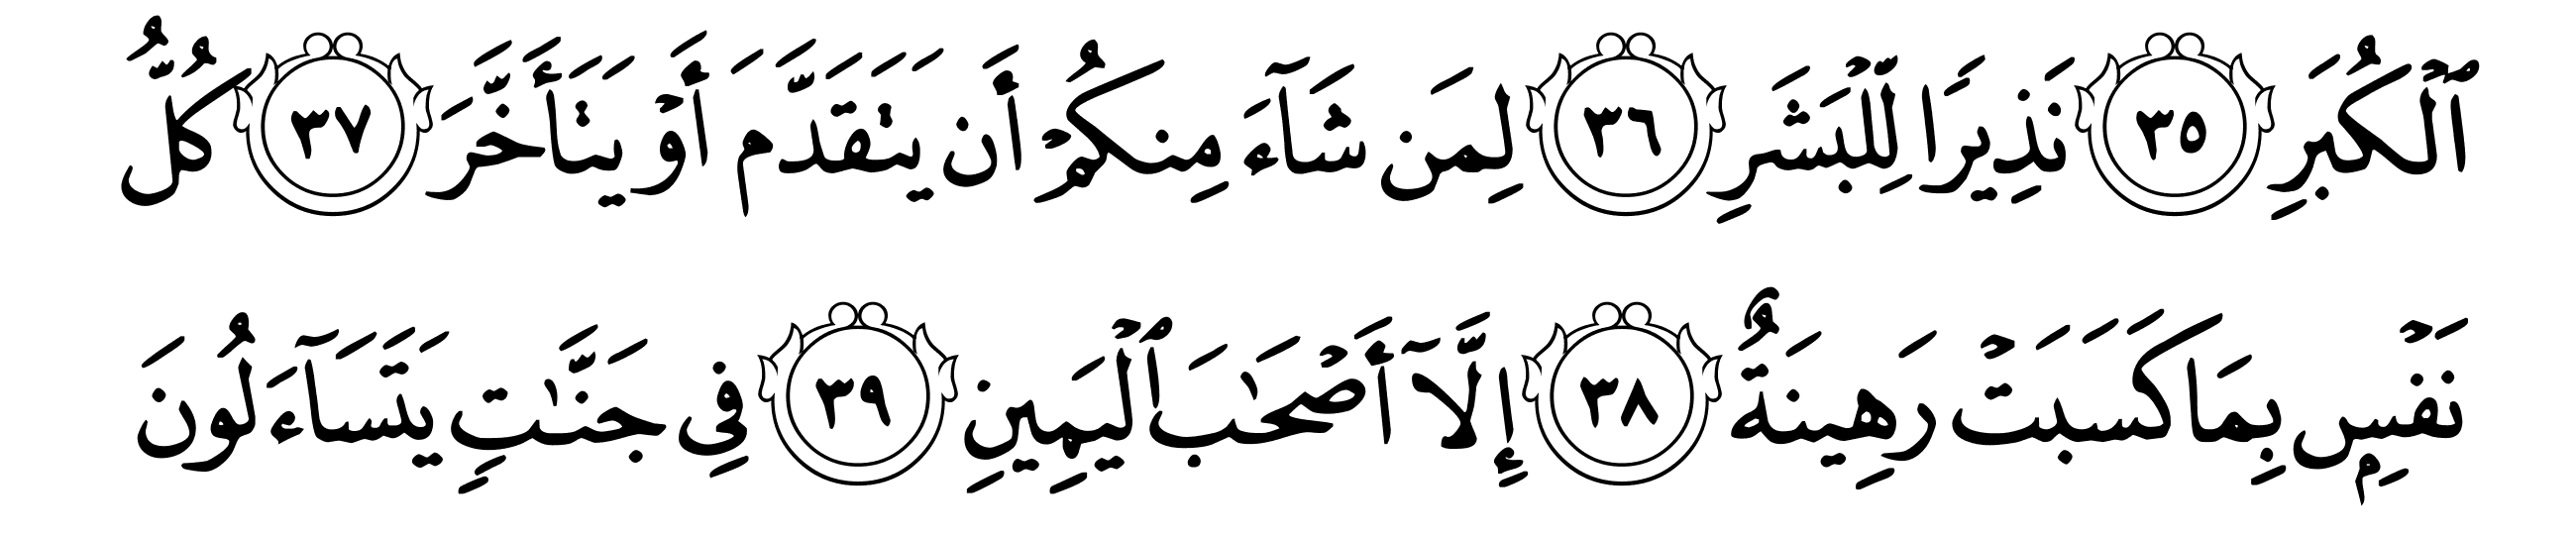 ٱلۡكُبَرِ ٣٥ نَذِيرَا لِّلۡبَشَرِ ٣٦ لِمَن شَآءَ مِنكُمۡ أَن يَتَقَدَّمَ أَوۡ يَتَأَخَّرَ ٣٧ كُلُّ
نَفۡسِۭ بِمَا كَسَبَتۡ رَهِينَةٌ ٣٨ إِلَّآ أَصۡحَٰبَ ٱلۡيَمِينِ ٣٩ فِي جَنَّٰتِ يَتَسَآءَلُونَ